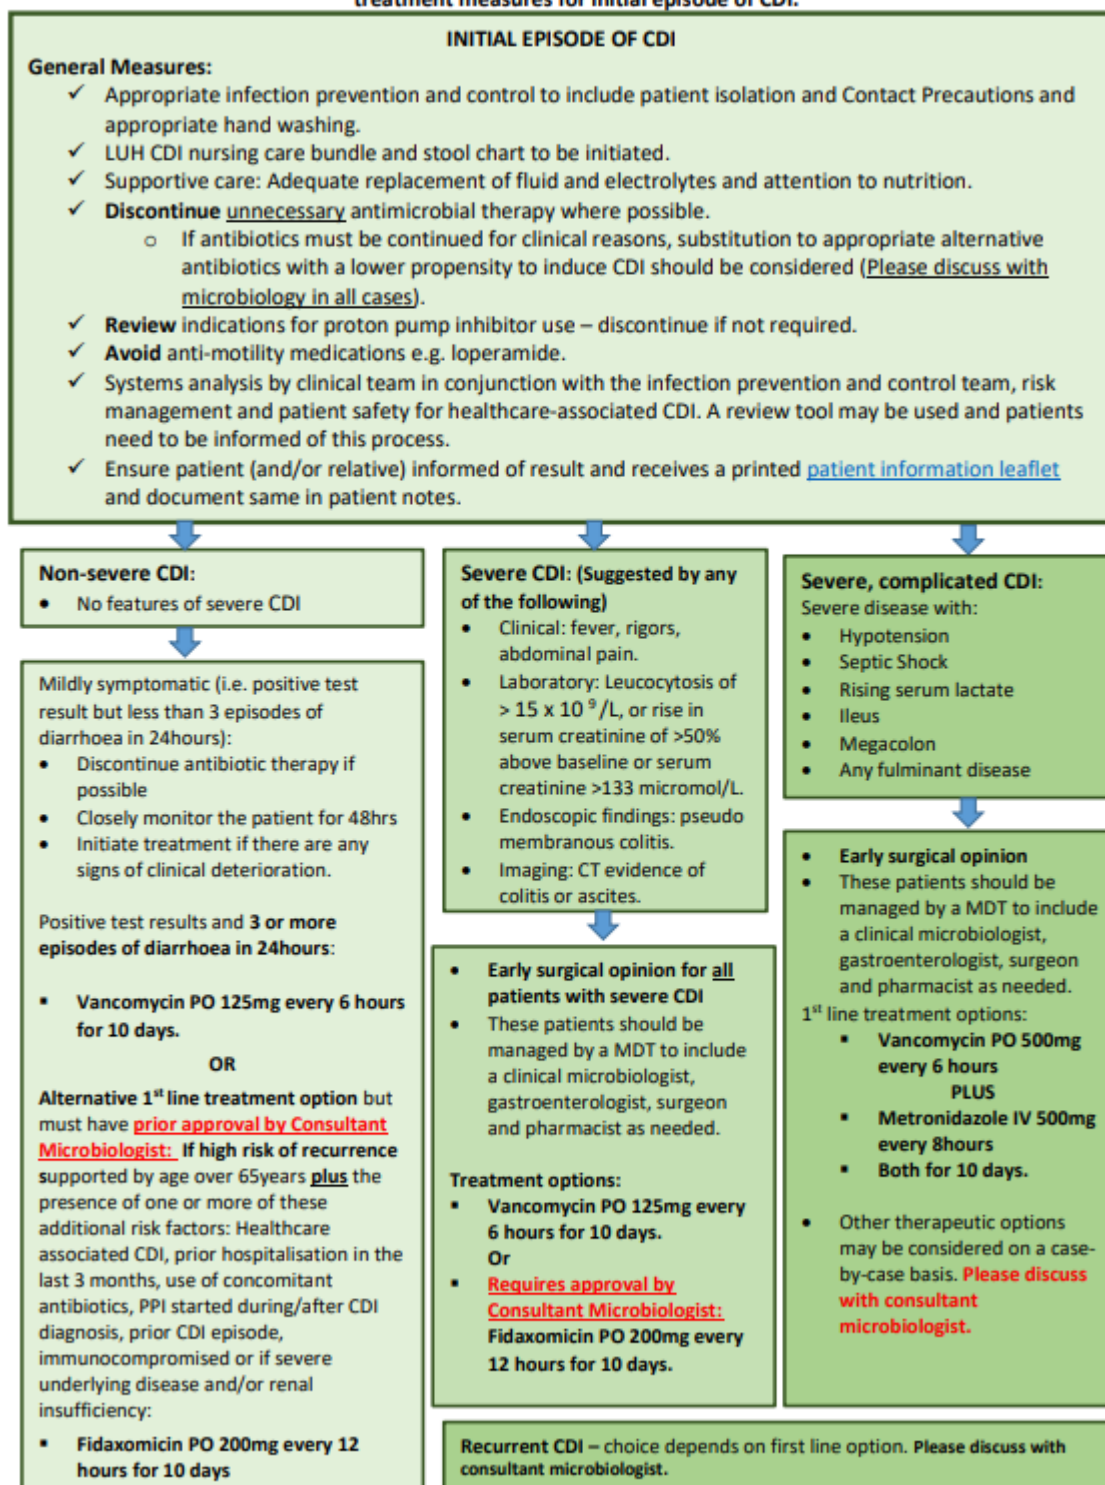 treatment measures for initial episode of CDI.
INITIAL EPISODE OF CDI
General Measures:
✓ Appropriate infection prevention and control to include patient isolation and Contact Precautions and
appropriate hand washing.
✓ LUH CDI nursing care bundle and stool chart to be initiated.
✓ Supportive care: Adequate replacement of fluid and electrolytes and attention to nutrition.
✓ Discontinue unnecessary antimicrobial therapy where possible.
o If antibiotics must be continued for clinical reasons, substitution to appropriate alternative
antibiotics with a lower propensity to induce CDI should be considered (Please discuss with
microbiology in all cases).
✓ Review indications for proton pump inhibitor use – discontinue if not required.
✓ Avoid anti-motility medications e.g. loperamide.
✓ Systems analysis by clinical team in conjunction with the infection prevention and control team, risk
management and patient safety for healthcare-associated CDI. A review tool may be used and patients
need to be informed of this process.
✓ Ensure patient (and/or relative) informed of result and receives a printed patient information leaflet
and document same in patient notes.
Non-severe CDI:
• No features of severe CDI
Mildly symptomatic (i.e. positive test
result but less than 3 episodes of
diarrhoea in 24hours):
• Discontinue antibiotic therapy if
possible
• Closely monitor the patient for 48hrs
• Initiate treatment if there are any
signs of clinical deterioration.
Positive test results and 3 or more
episodes of diarrhoea in 24hours:
▪ Vancomycin PO 125mg every 6 hours
for 10 days.
OR
Alternative 1st line treatment option but
must have prior approval by Consultant
Microbiologist: If high risk of recurrence
supported by age over 65years plus the
presence of one or more of these
additional risk factors: Healthcare
associated CDI, prior hospitalisation in the
last 3 months, use of concomitant
antibiotics, PPI started during/after CDI
diagnosis, prior CDI episode,
immunocompromised or if severe
underlying disease and/or renal
insufficiency:
▪ Fidaxomicin PO 200mg every 12
hours for 10 days
Severe CDI: (Suggested by any
of the following)
• Clinical: fever, rigors,
abdominal pain.
• Laboratory: Leucocytosis of
> 15 x 10 9 /L, or rise in
serum creatinine of >50%
above baseline or serum
creatinine >133 micromol/L.
• Endoscopic findings: pseudo
membranous colitis.
• Imaging: CT evidence of
colitis or ascites.
• Early surgical opinion for all
patients with severe CDI
• These patients should be
managed by a MDT to include
a clinical microbiologist,
gastroenterologist, surgeon
and pharmacist as needed.
Treatment options:
▪ Vancomycin PO 125mg every
6 hours for 10 days.
Or
▪ Requires approval by
Consultant Microbiologist:
Fidaxomicin PO 200mg every
12 hours for 10 days.
Severe, complicated CDI:
Severe disease with:
• Hypotension
• Septic Shock
• Rising serum lactate
• Ileus
• Megacolon
• Any fulminant disease
• Early surgical opinion
• These patients should be
managed by a MDT to include
a clinical microbiologist,
gastroenterologist, surgeon
and pharmacist as needed.
1st line treatment options:
▪ Vancomycin PO 500mg
every 6 hours
PLUS
▪ Metronidazole IV 500mg
every 8hours
▪ Both for 10 days.
• Other therapeutic options
may be considered on a case-
by-case basis. Please discuss
with consultant
microbiologist.
Recurrent CDI – choice depends on first line option. Please discuss with
consultant microbiologist.